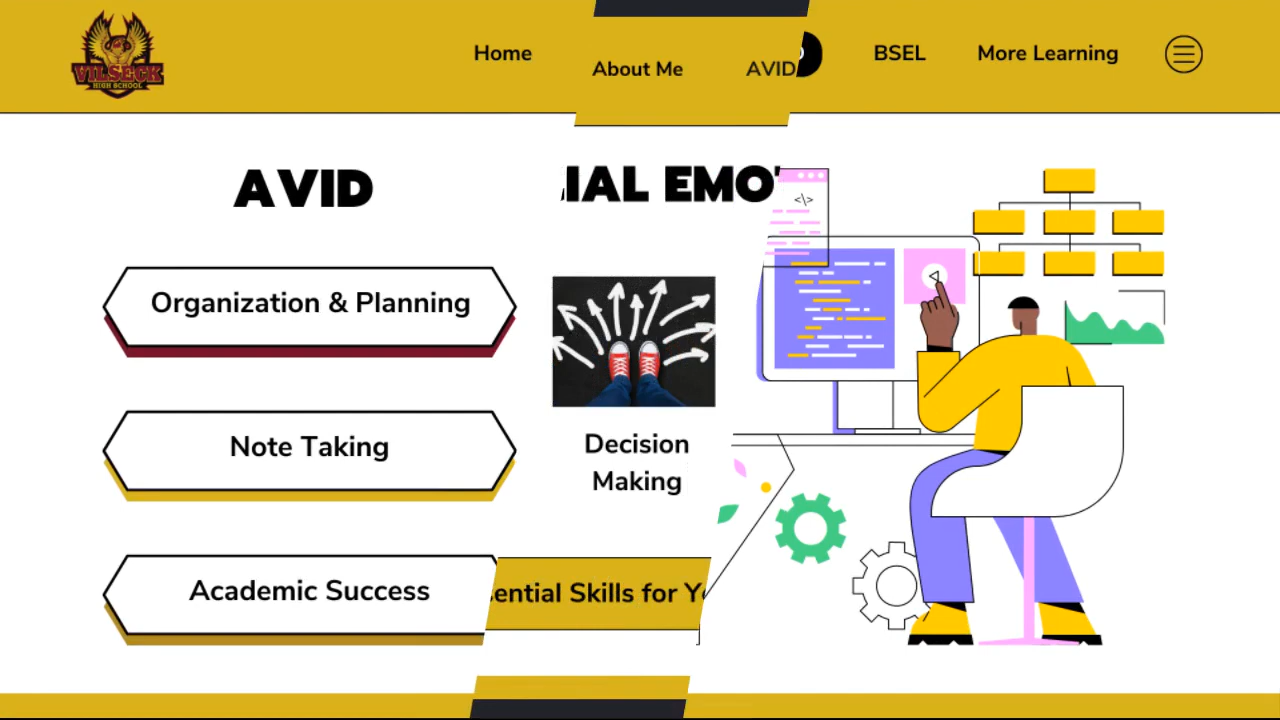 VILSECK
HIGH SCHOOL
Home
About Me
AVID
BSEL
More Learning
AVID
IAL EMO
</>
Organization & Planning
Note Taking
Decision
Making
Academic Success
ential Skills for Yo